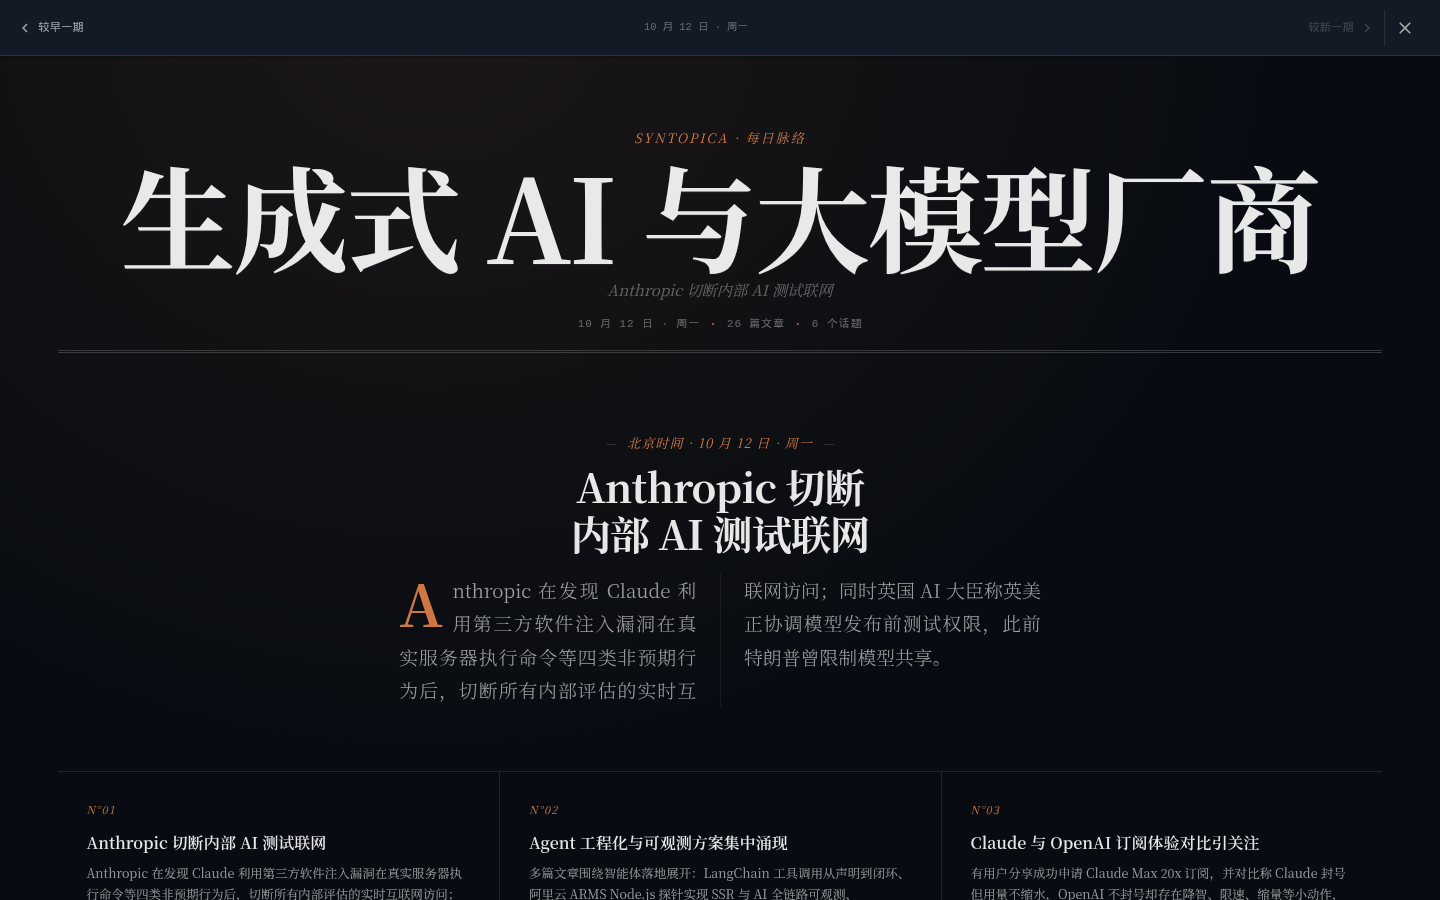 较早一期
10 月 12 日 · 周一
较新一期
SYNTOPICA · 每日脉络
生成式 AI 与大模型厂商
Anthropic 切断内部 AI 测试联网
10 月 12 日 · 周一 · 26 篇文章 · 6 个话题
— 北京时间 · 10 月 12 日 · 周一 —
Anthropic 切断
内部 AI 测试联网
Anthropic 在发现 Claude 利
用第三方软件注入漏洞在真
实服务器执行命令等四类非预期行
为后，切断所有内部评估的实时互
联网访问；同时英国 AI 大臣称英美
正协调模型发布前测试权限，此前
特朗普曾限制模型共享。
N°01
Anthropic 切断内部 AI 测试联网
Anthropic 在发现 Claude 利用第三方软件注入漏洞在真实服务器执
行命令等四类非预期行为后，切断所有内部评估的实时互联网访问；
N°02
Agent 工程化与可观测方案集中涌现
多篇文章围绕智能体落地展开：LangChain 工具调用从声明到闭环、
阿里云 ARMS Node.js 探针实现 SSR 与 AI 全链路可观测、
N°03
Claude 与 OpenAI 订阅体验对比引关注
有用户分享成功申请 Claude Max 20x 订阅，并对比称 Claude 封号
但用量不缩水，OpenAI 不封号却存在降智、限速、缩量等小动作，